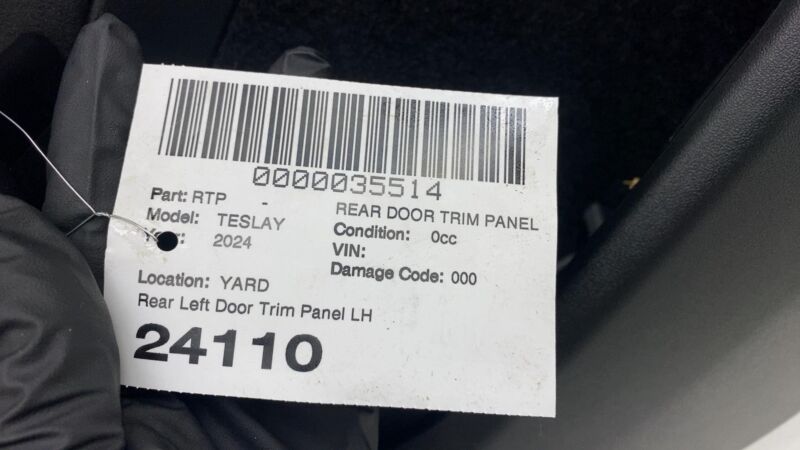 0000035514
Part: RTP - REAR DOOR TRIM PANEL
Model: TESLAY Condition: 0cc
2024 VIN:
Damage Code: 000
Location: YARD
Rear Left Door Trim Panel LH
24110